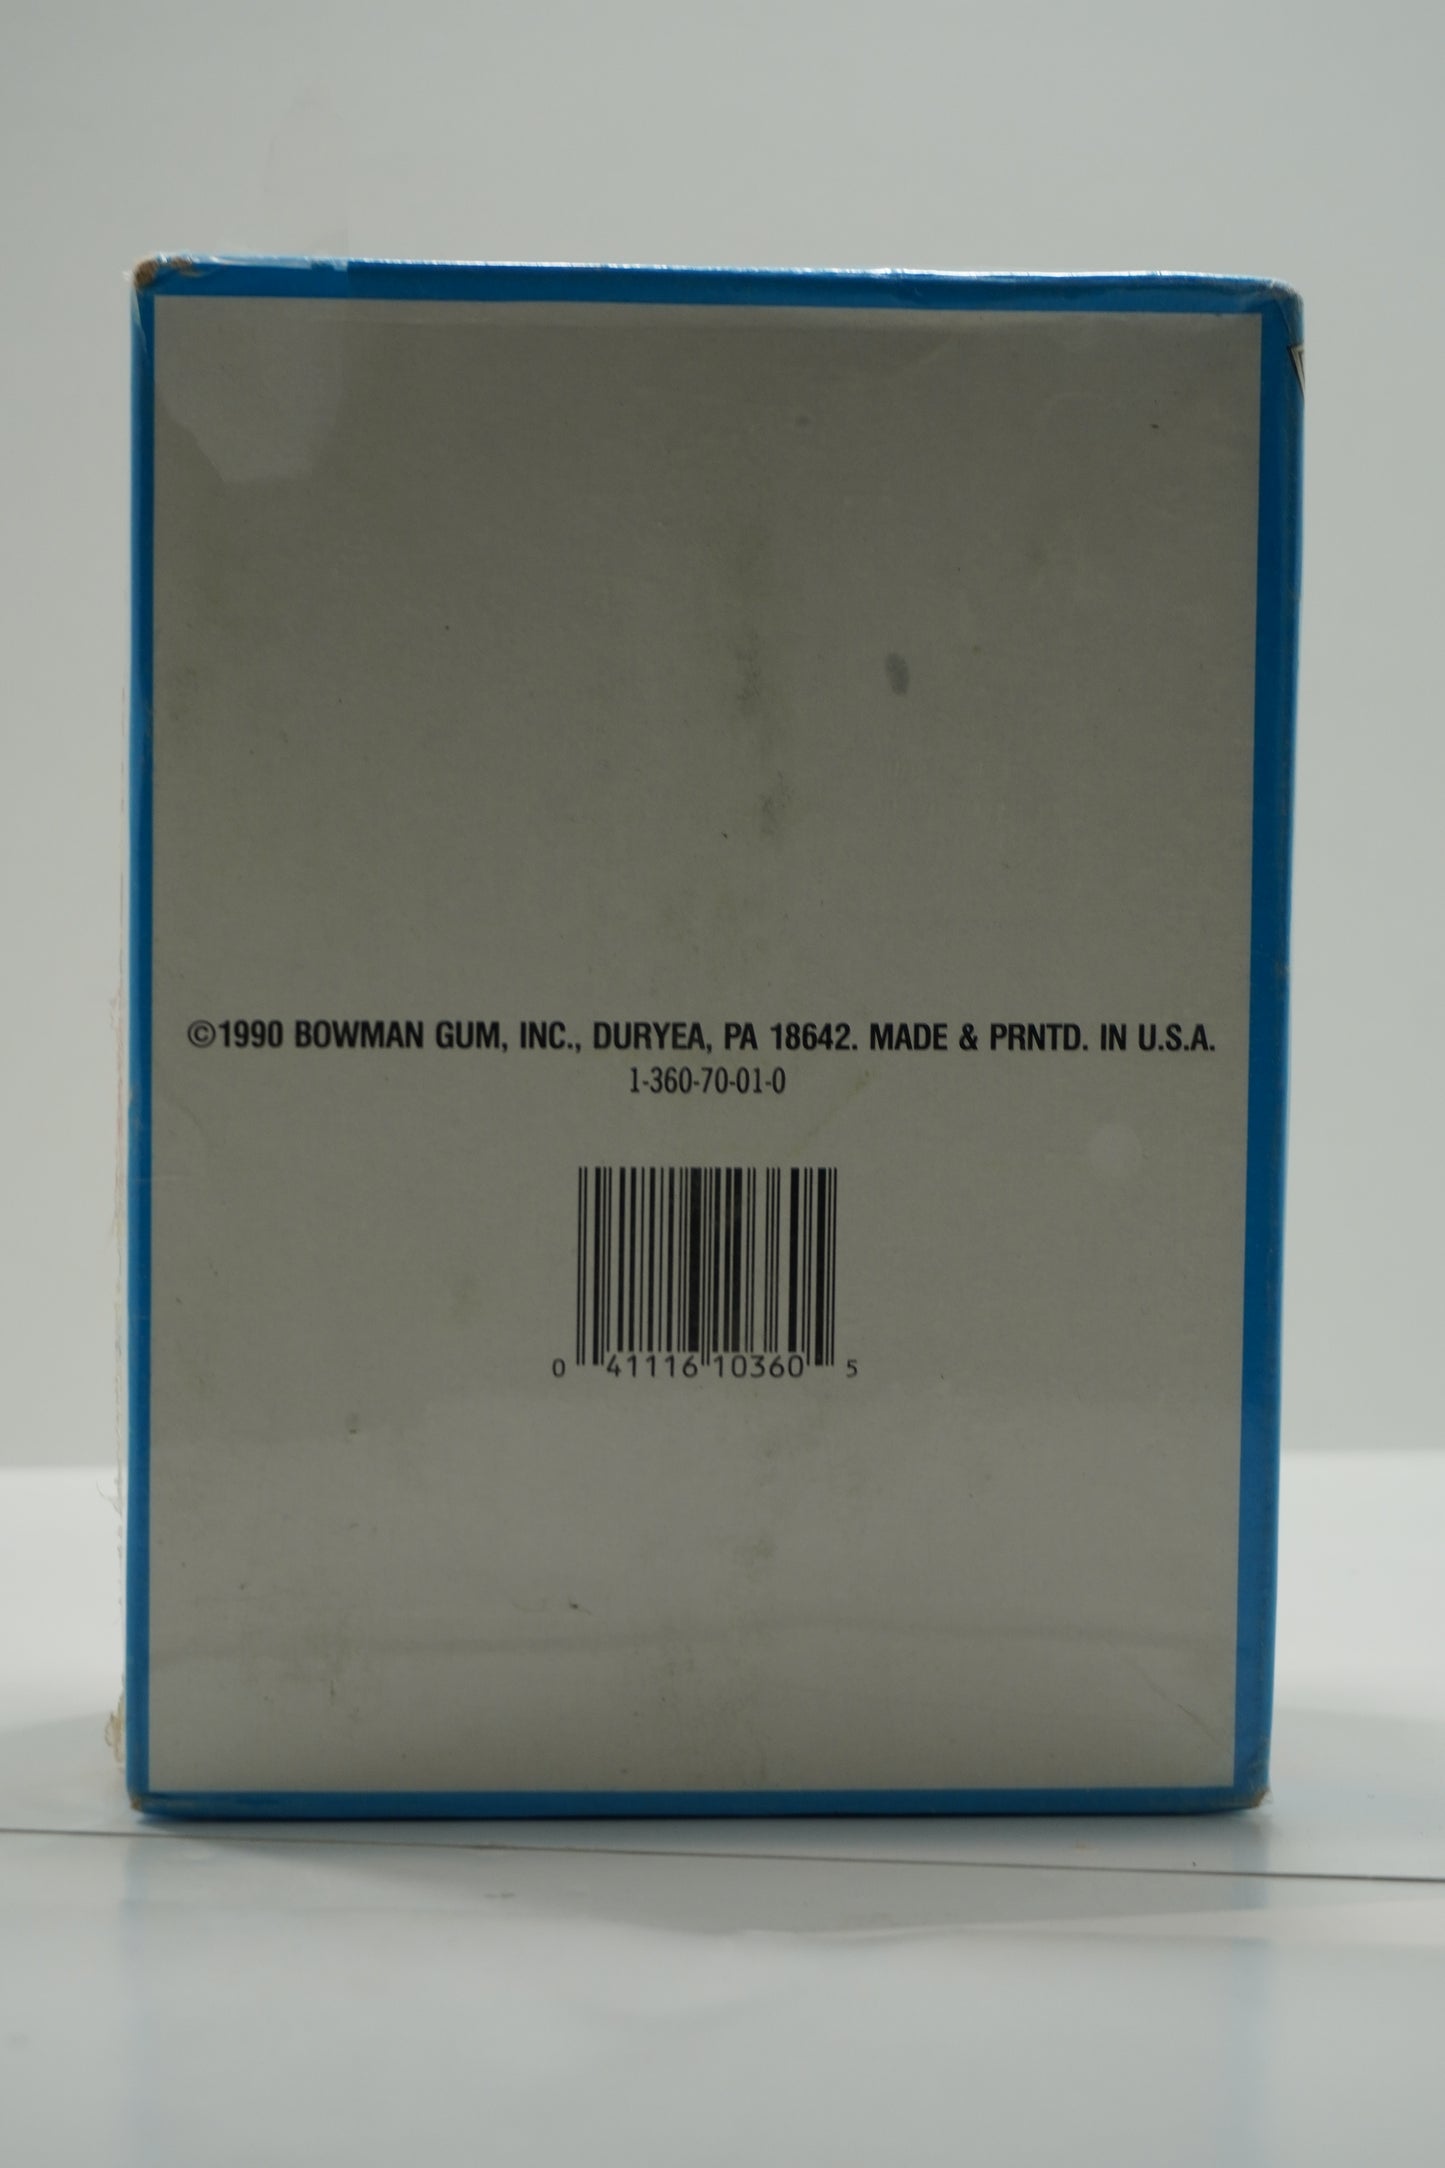 ©1990 BOWMAN GUM, INC., DURYEA, PA 18642. MADE & PRNTD. IN U.S.A.
1-360-70-01-0
0 41116 10360 5